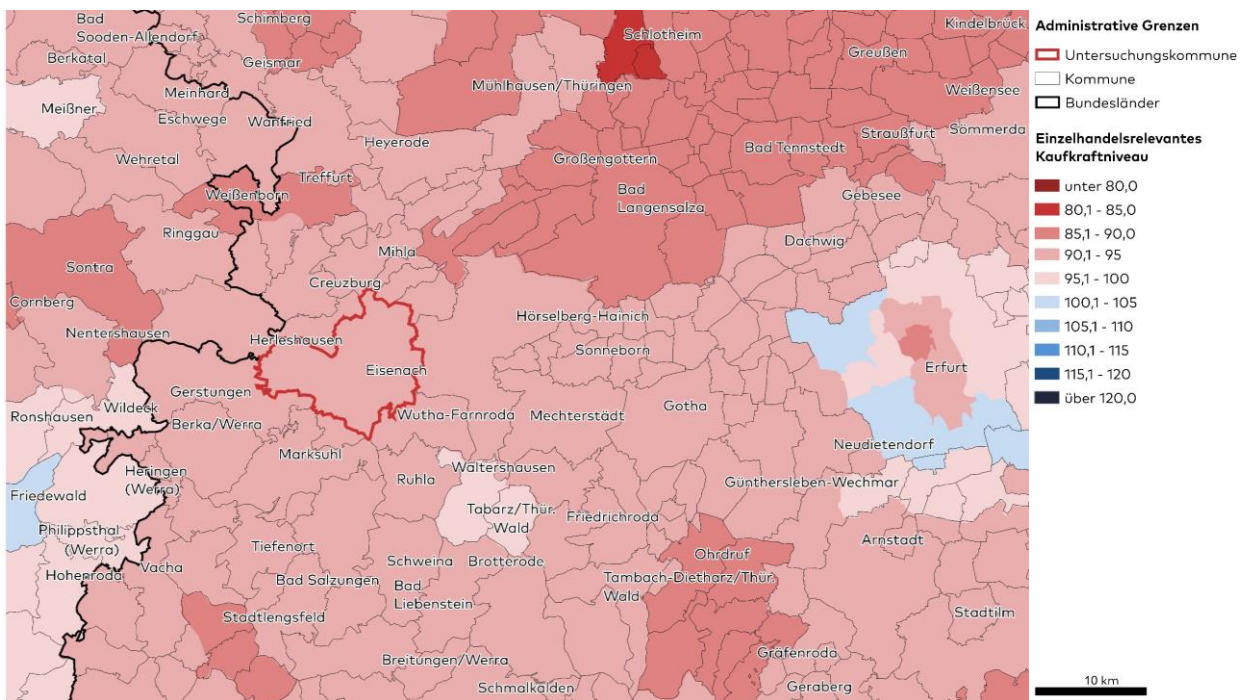 Bad
Sooden-Allendorf
Schimberg
Schlotheim
Kindelbrück
Berkatal
Geismar
Greußen
Mühlhausen/Thüringen
Meinhard
Weißensee
Meißner
Eschwege
Wanfried
Heyerode
Straußfurt
Sömmerda
Wehretal
Großengottern
Bad Tennstedt
Treffurt
Weißenborn
Bad
Langensalza
Gebesee
Ringgau
Dachwig
Mihla
Sontra
Creuzburg
Cornberg
Hörselberg-Hainich
Nentershausen
Herleshausen
Sonneborn
Eisenach
Erfurt
Gerstungen
Wildeck
Ronshausen
Berka/Werra
Wutha-Farnroda
Mechterstädt
Gotha
Neudietendorf
Marksuhl
Waltershausen
Heringen
(Werra)
Ruhla
Günthersleben-Wechmar
Friedewald
Tabarz/Thür.
Wald
Friedrichroda
Philippsthal
(Werra)
Arnstadt
Tiefenort
Ohrdruf
Schweina
Brotterode
Vacha
Hohenroda
Bad Salzungen
Bad
Liebenstein
Tambach-Dietharz/Thür.
Wald
Stadtlengsfeld
Stadtilm
Breitungen/Werra
Gräfenroda
Schmalkalden
Geraberg
Administrative Grenzen
Untersuchungskommune
Kommune
Bundesländer
Einzelhandelsrelevantes
Kaufkraftniveau
unter 80,0
80,1 - 85,0
85,1 - 90,0
90,1 - 95
95,1 - 100
100,1 - 105
105,1 - 110
110,1 - 115
115,1 - 120
über 120,0
10 km